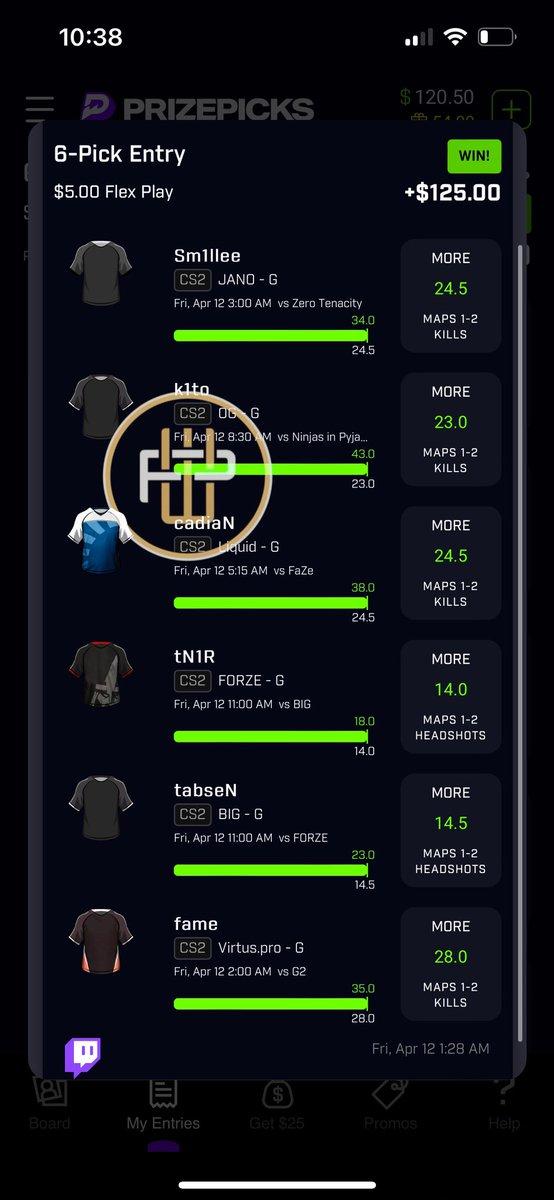 10:38
PRIZEPICKS
$ 120.50
6-Pick Entry
WIN!
$5.00 Flex Play
+$125.00
Sm1llee
CS2 JANO - G
Fri, Apr 12 3:00 AM vs Zero Tenacity
34.0
24.5
MORE
24.5
MAPS 1-2
KILLS
k1to
CS2 OG - G
Fri, Apr 12 8:30 AM vs Ninjas in Pyja...
43.0
23.0
MORE
23.0
MAPS 1-2
KILLS
cadiaN
CS2 Liquid - G
Fri, Apr 12 5:15 AM vs FaZe
38.0
24.5
MORE
24.5
MAPS 1-2
KILLS
tN1R
CS2 FORZE - G
Fri, Apr 12 11:00 AM vs BIG
18.0
14.0
MORE
14.0
MAPS 1-2
HEADSHOTS
tabseN
CS2 BIG - G
Fri, Apr 12 11:00 AM vs FORZE
23.0
14.5
MORE
14.5
MAPS 1-2
HEADSHOTS
fame
CS2 Virtus.pro - G
Fri, Apr 12 2:00 AM vs G2
35.0
28.0
MORE
28.0
MAPS 1-2
KILLS
Fri, Apr 12 1:28 AM
Board
My Entries
Get $25
Promos
Help